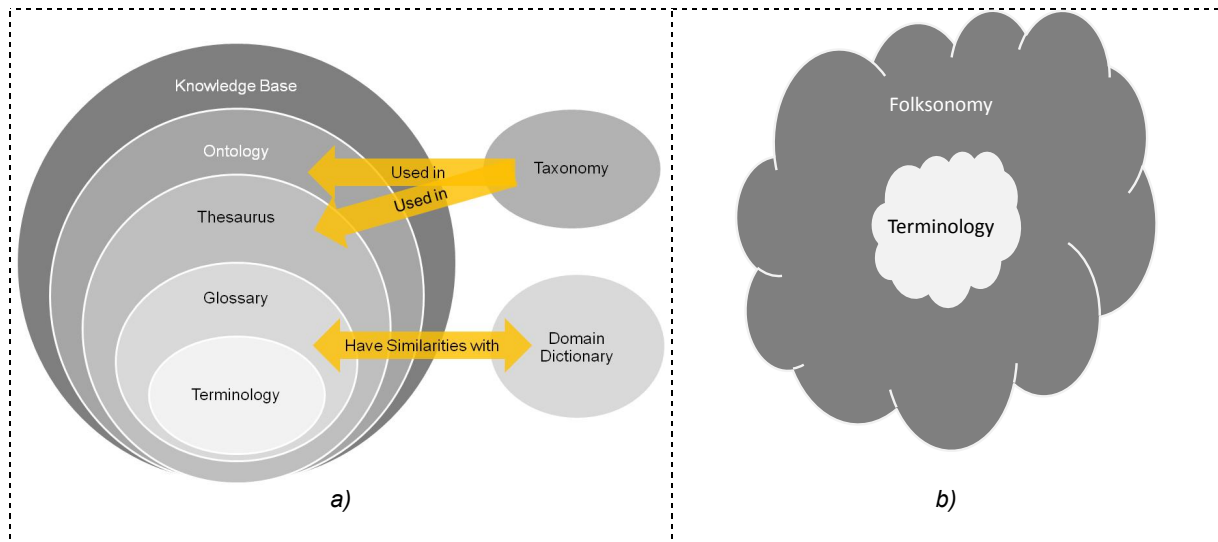 Knowledge Base
Ontology
Used in
Taxonomy
Used in
Thesaurus
Glossary
Have Similarities with
Domain
Dictionary
Terminology
a)
Folksonomy
Terminology
b)